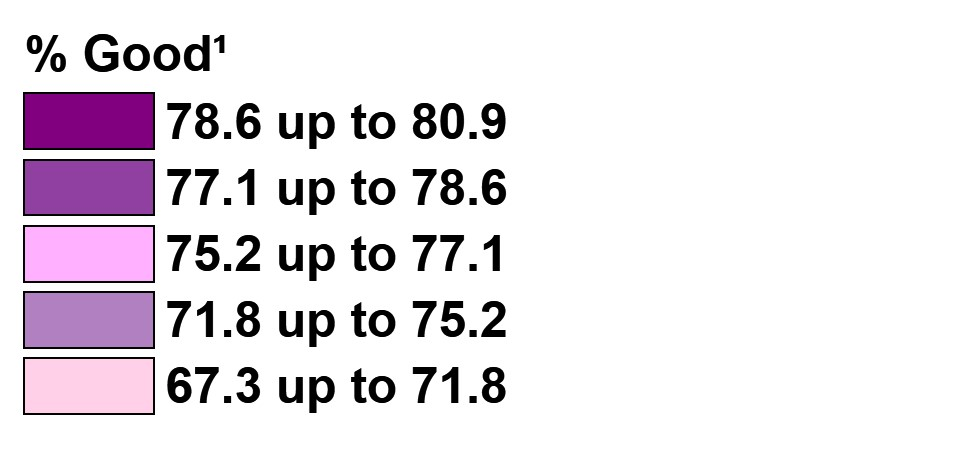 % Good¹
78.6 up to 80.9
77.1 up to 78.6
75.2 up to 77.1
71.8 up to 75.2
67.3 up to 71.8